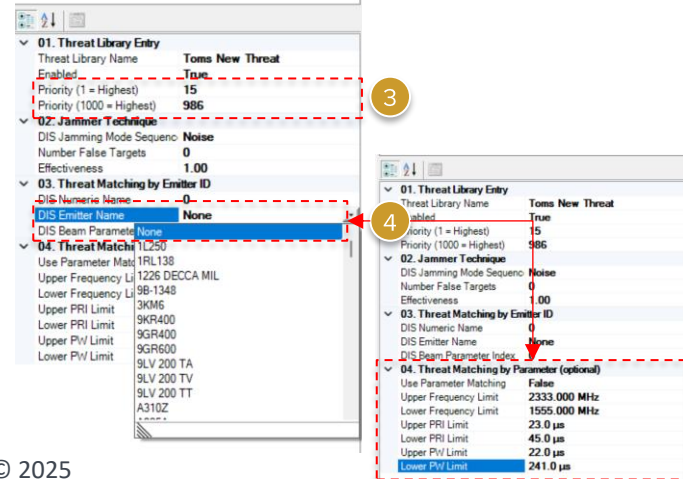 01. Threat Library Entry
Threat Library Name Toms New Threat
Enabled True
Priority (1 = Highest) 15
Priority (1000 = Highest) 986
3
02. Jammer Technique
DIS Jamming Mode Sequenc Noise
Number False Targets 0
Effectiveness 1.00
03. Threat Matching by Emitter ID
DIS Numeric Name 0
DIS Emitter Name None
4
DIS Beam Paramete None
04. Threat Matchi 1L250
Use Parameter Matc 1RL138
Upper Frequency Li 1226 DECCA MIL
Lower Frequency Li 9B-1348
Upper PRI Limit 3KM6
Lower PRI Limit 9KR400
Upper PW Limit 9GR400
Lower PW Limit 9GR600
9LV 200 TA
9LV 200 TV
9LV 200 TT
A310Z
01. Threat Library Entry
Threat Library Name Toms New Threat
nabled True
riority (1 = Highest) 15
Priority (1000 = Highest) 986
02. Jammer Technique
DIS Jamming Mode Sequenc Noise
Number False Targets 0
Effectiveness 1.00
03. Threat Matching by Emitter ID
DIS Numeric Name 0
DIS Emitter Name None
DIS Beam Parameter Index
04. Threat Matching by Parameter (optional)
Use Parameter Matching False
Upper Frequency Limit 2333.000 MHz
Lower Frequency Limit 1555.000 MHz
Upper PRI Limit 23.0 µs
Lower PRI Limit 45.0 µs
Upper PW Limit 22.0 µs
Lower PW Limit 241.0 µs
© 2025